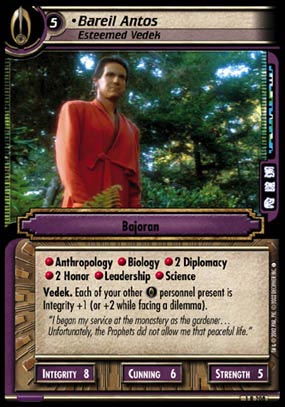 5
• Bareil Antos
Esteemed Vedek
Bajoran
• Anthropology • Biology • 2 Diplomacy
• 2 Honor • Leadership • Science
Vedek. Each of your other personnel present is
Integrity +1 (or +2 while facing a dilemma).
"I began my service at the monastery as the gardener...
Unfortunately, the Prophets did not allow me that peaceful life."
INTEGRITY 8 CUNNING 6 STRENGTH 5